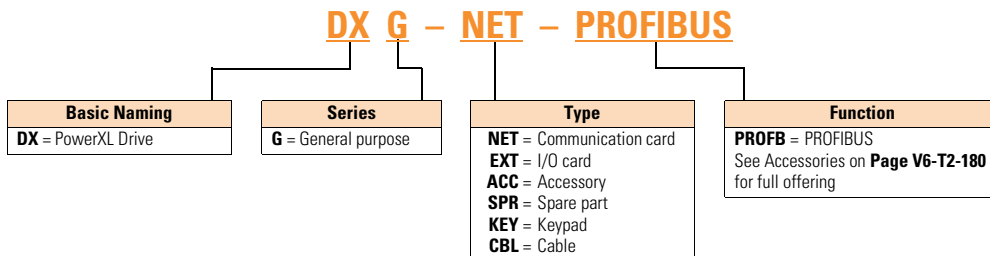 DX G – NET – PROFIBUS
Basic Naming
DX = PowerXL Drive
Series
G = General purpose
Type
NET = Communication card
EXT = I/O card
ACC = Accessory
SPR = Spare part
KEY = Keypad
CBL = Cable
Function
PROFB = PROFIBUS
See Accessories on Page V6-T2-180
for full offering